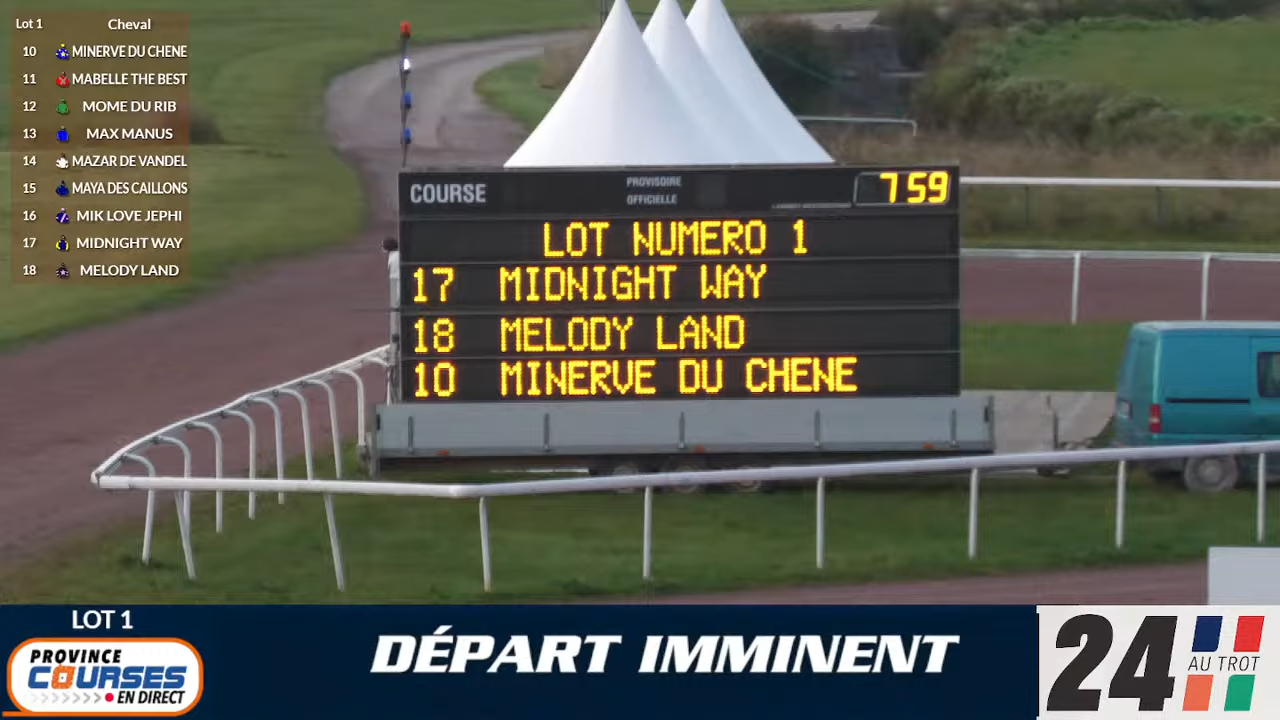 Lot 1 Cheval
10 MINERVE DU CHENE
11 MABELLE THE BEST
12 MOME DU RIB
13 MAX MANUS
14 MAZAR DE VANDEL
15 MAYA DES CAILLONS
16 MIK LOVE JEPHI
17 MIDNIGHT WAY
18 MELODY LAND
COURSE
PROVISOIRE
OFFICIELLE
7 59
LOT NUMERO 1
17 MIDNIGHT WAY
18 MELODY LAND
10 MINERVE DU CHENE
LOT 1
PROVINCE
COURSES
EN DIRECT
DÉPART IMMINENT
24
AU TROT